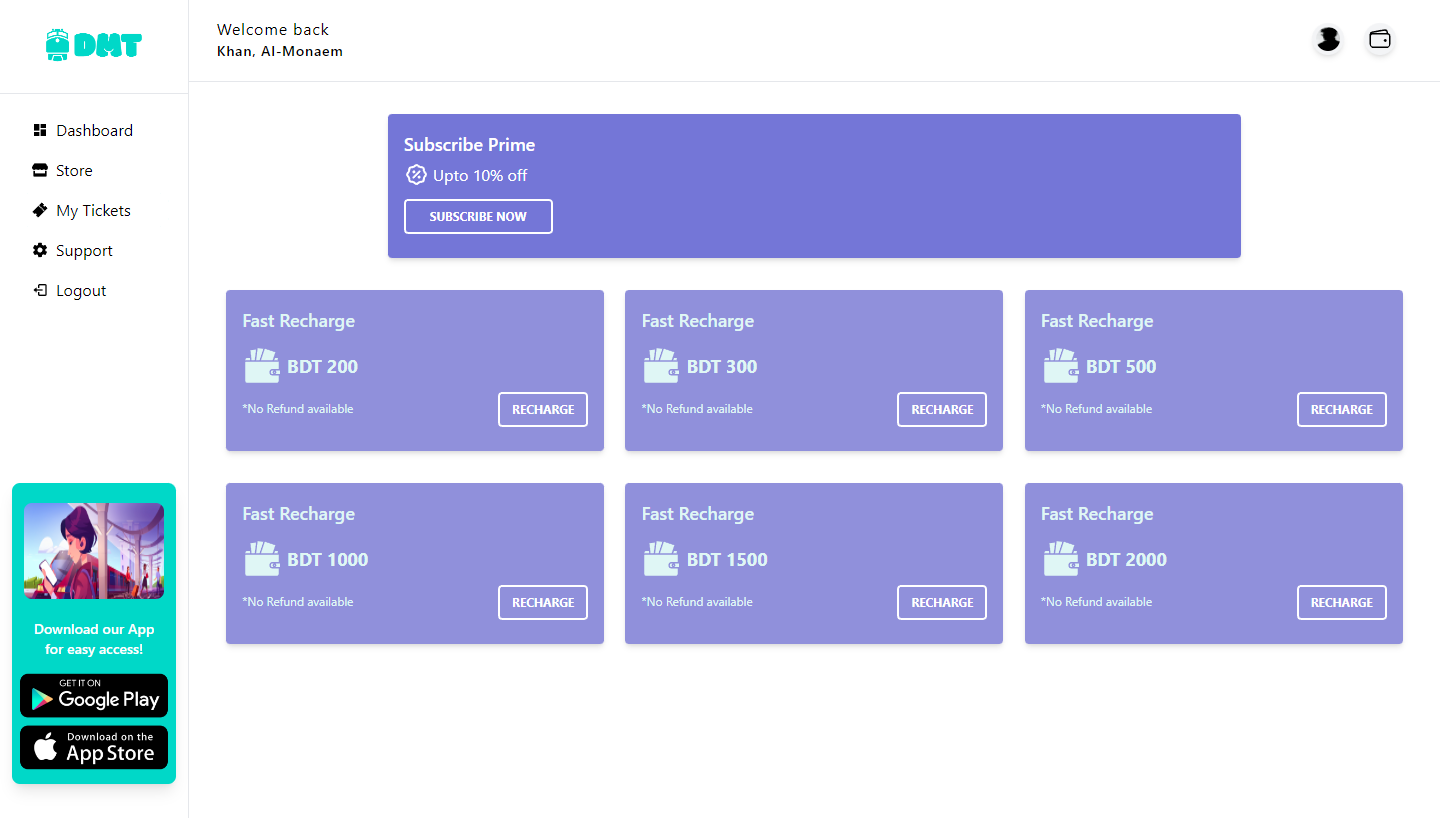 DMT
Welcome back
Khan, Al-Monaem
Dashboard
Store
My Tickets
Support
Logout
Subscribe Prime
Upto 10% off
SUBSCRIBE NOW
Fast Recharge
BDT 200
*No Refund available
RECHARGE
Fast Recharge
BDT 300
*No Refund available
RECHARGE
Fast Recharge
BDT 500
*No Refund available
RECHARGE
Fast Recharge
BDT 1000
*No Refund available
RECHARGE
Fast Recharge
BDT 1500
*No Refund available
RECHARGE
Fast Recharge
BDT 2000
*No Refund available
RECHARGE
Download our App
for easy access!
GET IT ON
Google Play
Download on the
App Store